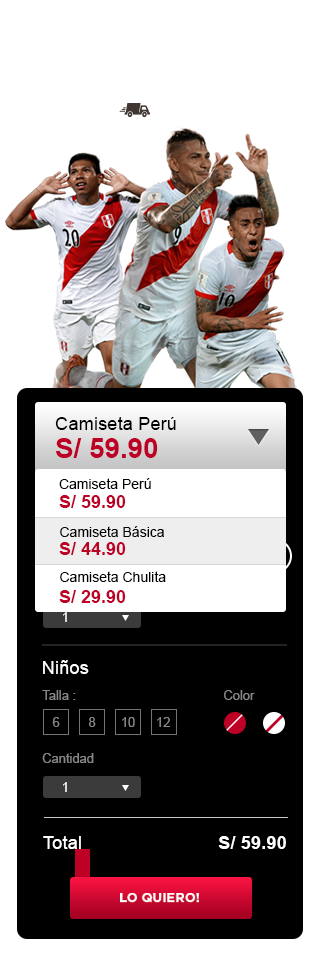 20
9
10
Camiseta Perú
S/ 59.90
Camiseta Perú
S/ 59.90
Camiseta Básica
S/ 44.90
Camiseta Chulita
S/ 29.90
1
Niños
Talla :
Color
6 8 10 12
Cantidad
1
Total S/ 59.90
LO QUIERO!